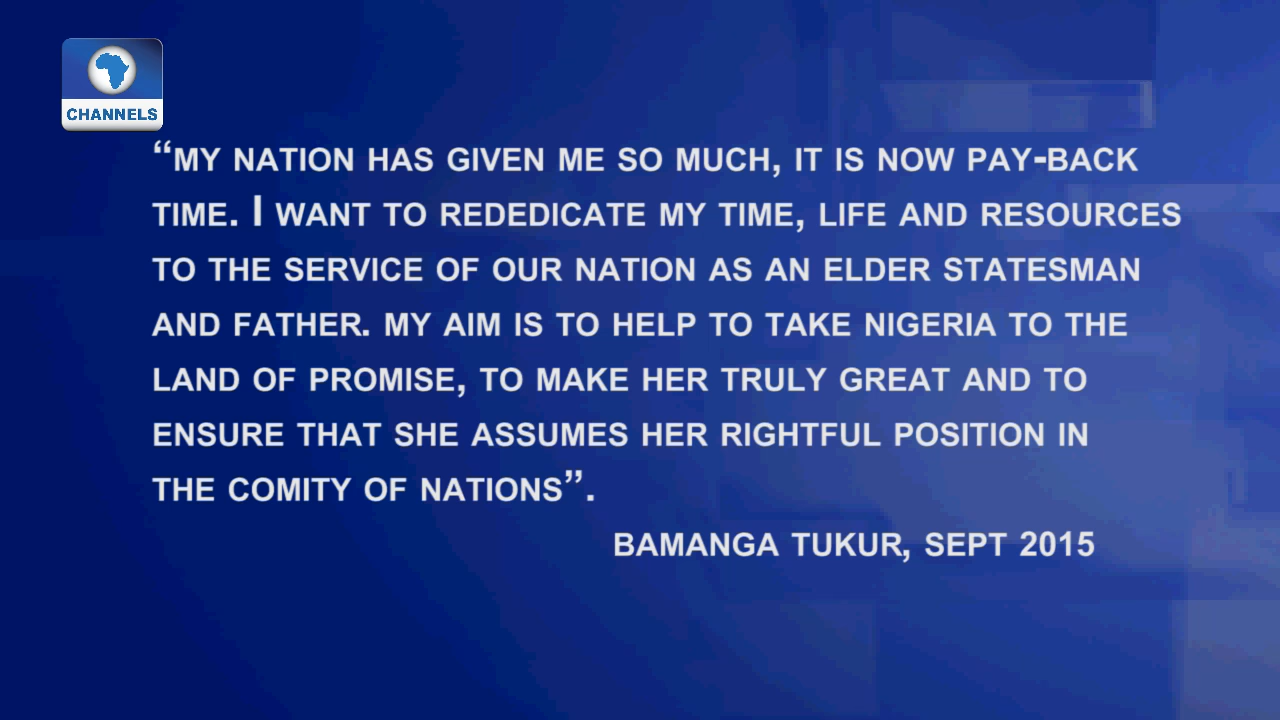 CHANNELS
“MY NATION HAS GIVEN ME SO MUCH, IT IS NOW PAY-BACK
TIME. I WANT TO REDEDICATE MY TIME, LIFE AND RESOURCES
TO THE SERVICE OF OUR NATION AS AN ELDER STATESMAN
AND FATHER. MY AIM IS TO HELP TO TAKE NIGERIA TO THE
LAND OF PROMISE, TO MAKE HER TRULY GREAT AND TO
ENSURE THAT SHE ASSUMES HER RIGHTFUL POSITION IN
THE COMITY OF NATIONS”.
BAMANGA TUKUR, SEPT 2015